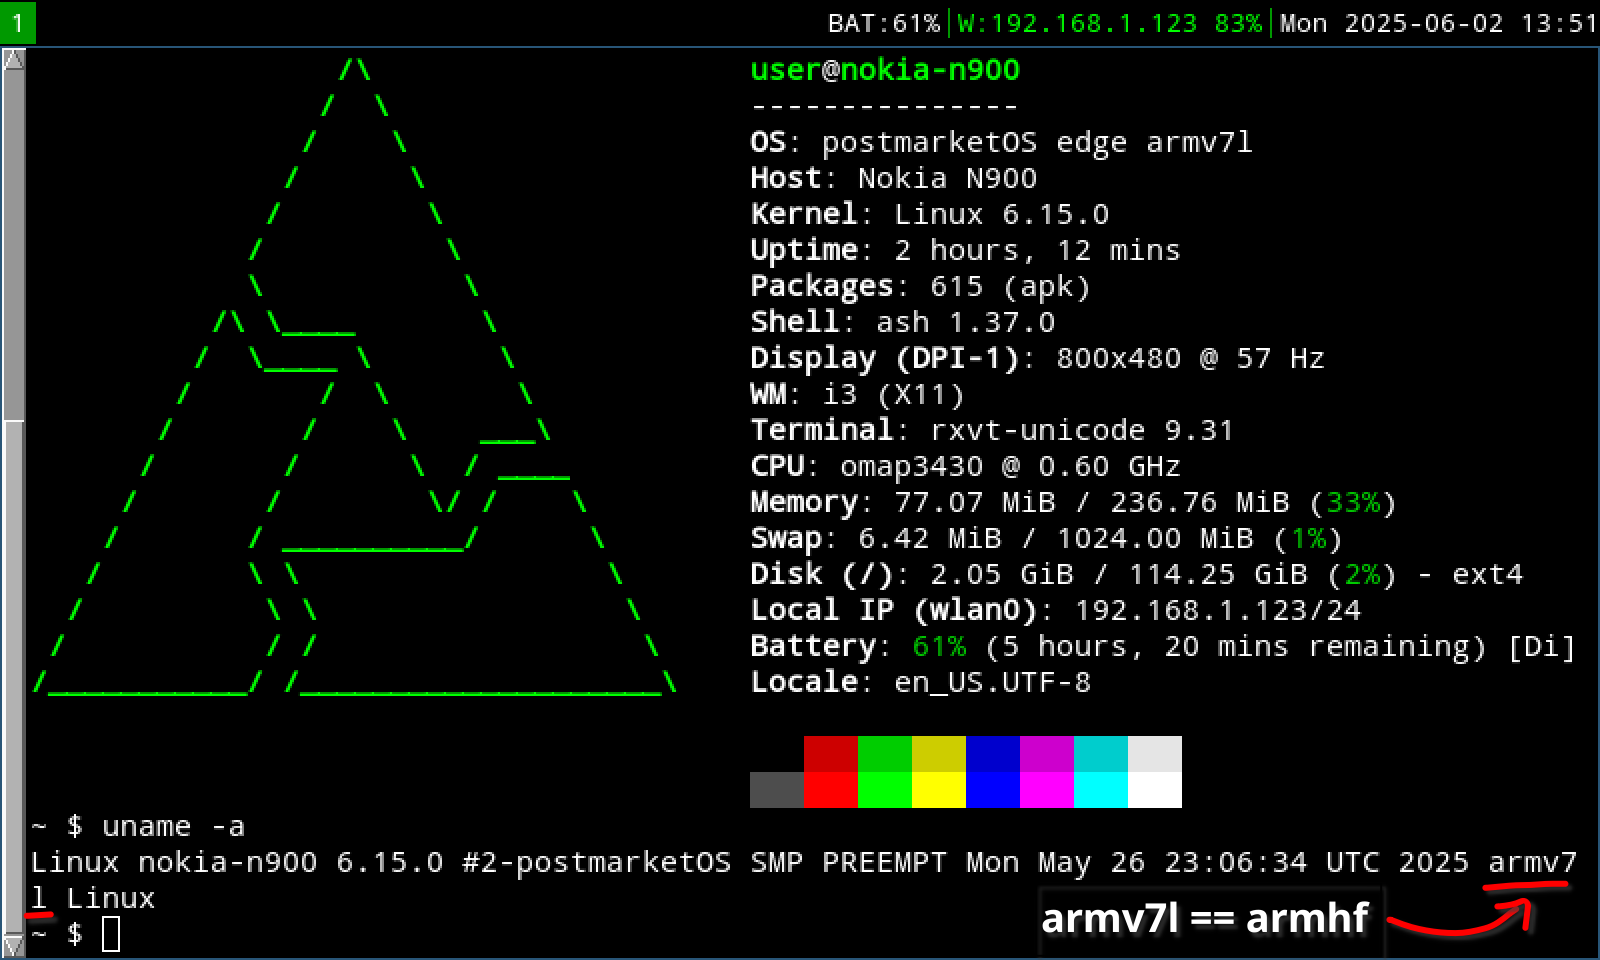 1 BAT:61%|W:192.168.1.123 83%|Mon 2025-06-02 13:51
user@nokia-n900
---------------
OS: postmarketOS edge armv7l
Host: Nokia N900
Kernel: Linux 6.15.0
Uptime: 2 hours, 12 mins
Packages: 615 (apk)
Shell: ash 1.37.0
Display (DPI-1): 800x480 @ 57 Hz
WM: i3 (X11)
Terminal: rxvt-unicode 9.31
CPU: omap3430 @ 0.60 GHz
Memory: 77.07 MiB / 236.76 MiB (33%)
Swap: 6.42 MiB / 1024.00 MiB (1%)
Disk (/): 2.05 GiB / 114.25 GiB (2%) - ext4
Local IP (wlan0): 192.168.1.123/24
Battery: 61% (5 hours, 20 mins remaining) [Di]
Locale: en_US.UTF-8
~ $ uname -a
Linux nokia-n900 6.15.0 #2-postmarketOS SMP PREEMPT Mon May 26 23:06:34 UTC 2025 armv7
l Linux
armv7l == armhf
~ $